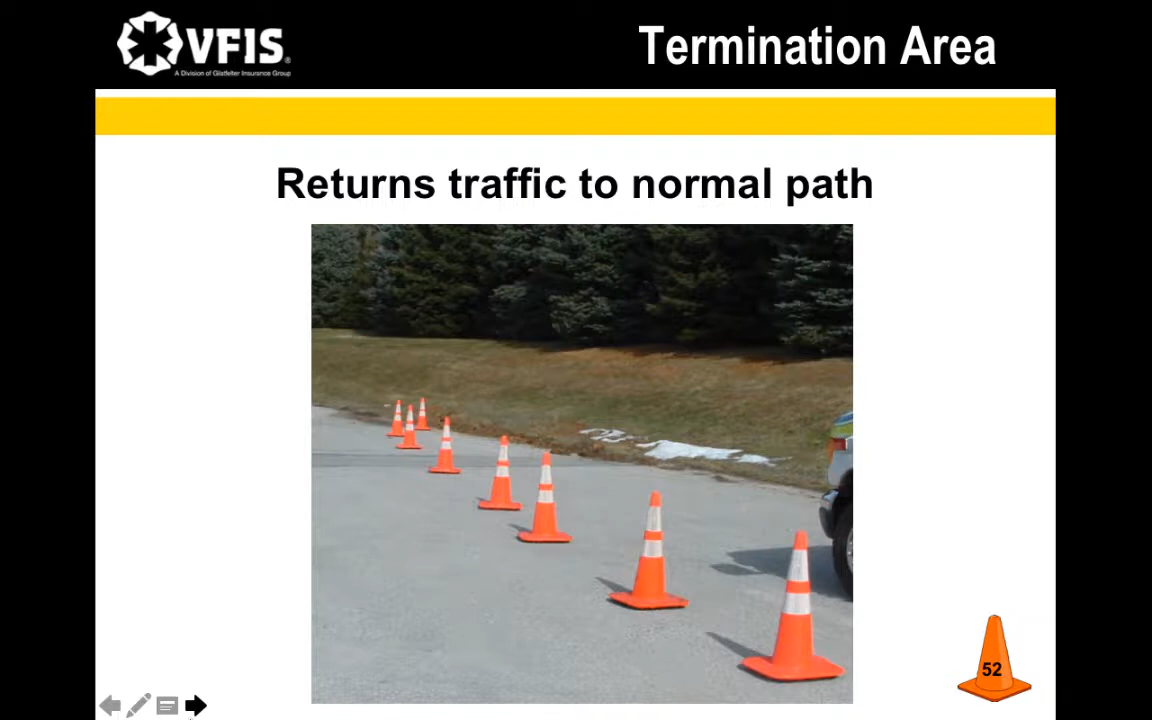 VFIS®
A Division of Glatfelter Insurance Group
Termination Area
Returns traffic to normal path
52